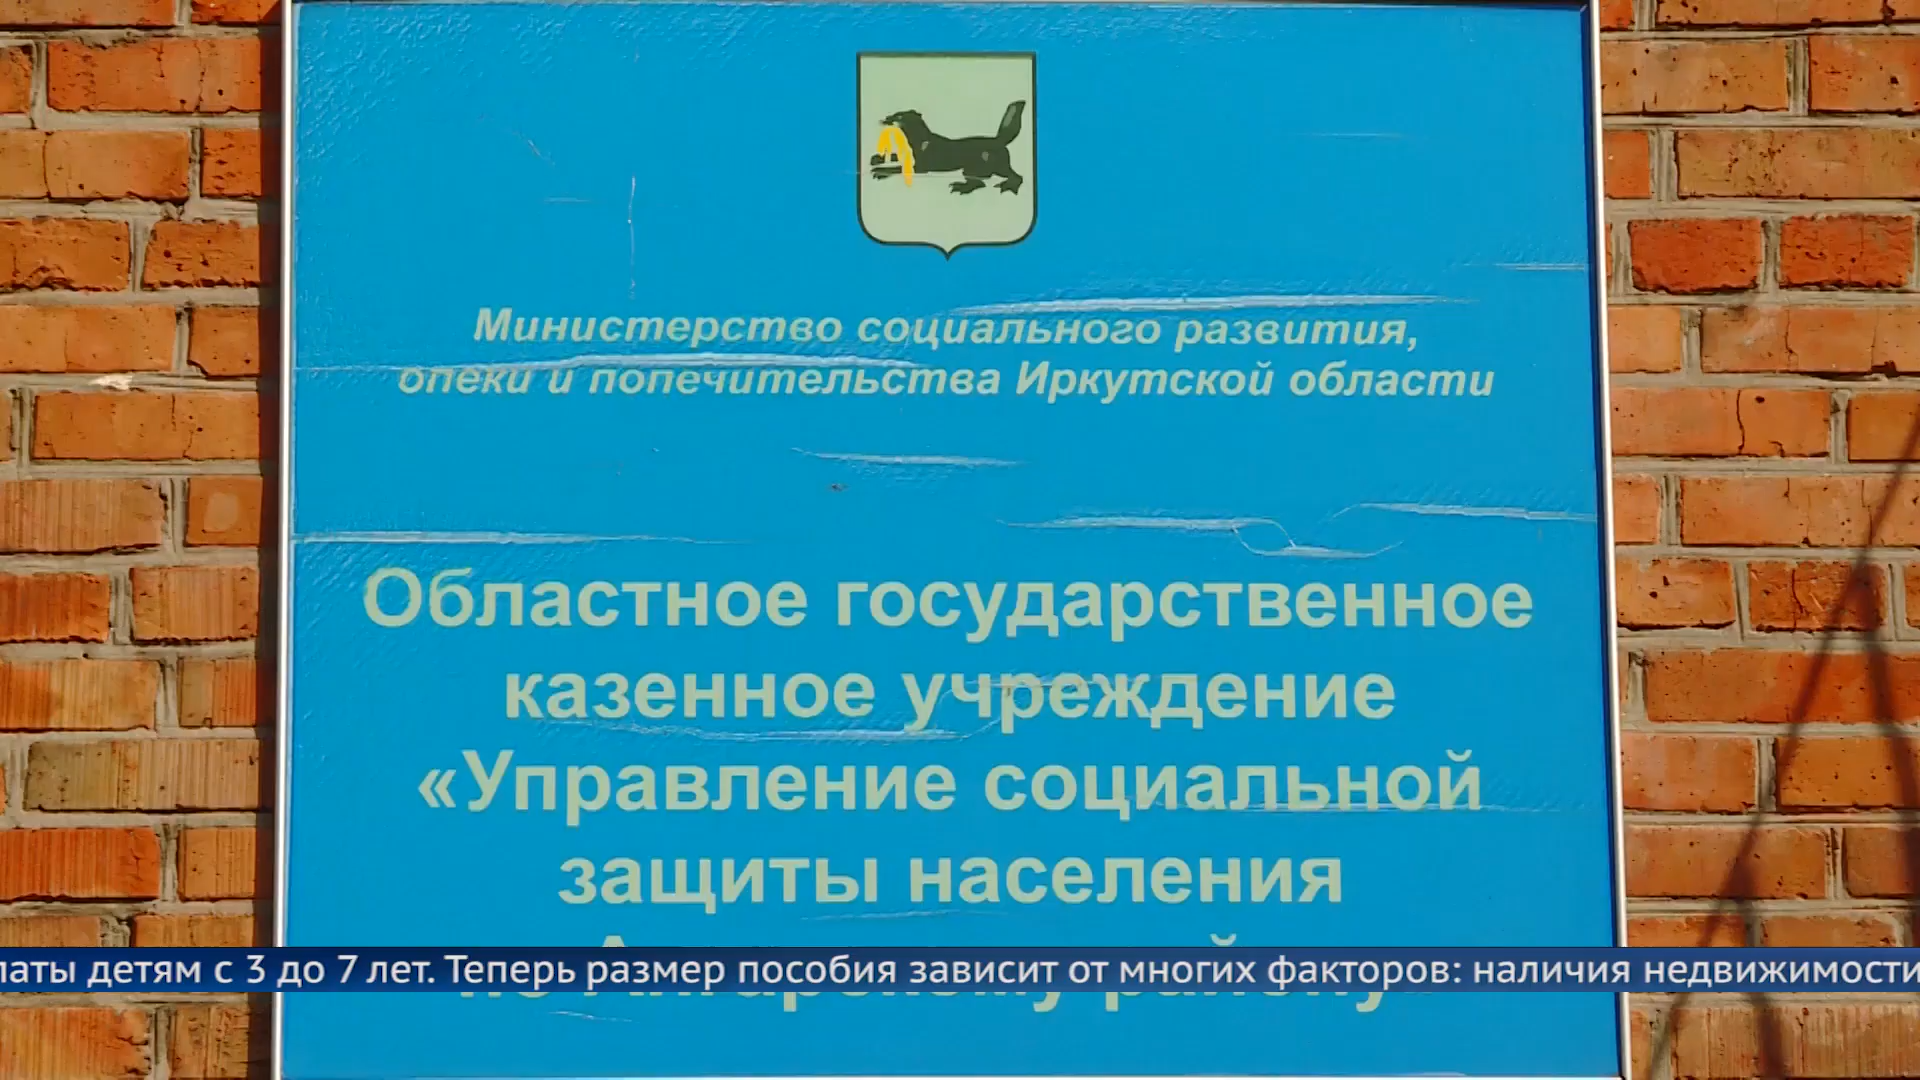 Министерство социального развития,
опеки и попечительства Иркутской области
Областное государственное
казенное учреждение
«Управление социальной
защиты населения
детям с 3 до 7 лет. Теперь размер пособия зависит от многих факторов: наличия недвижимости